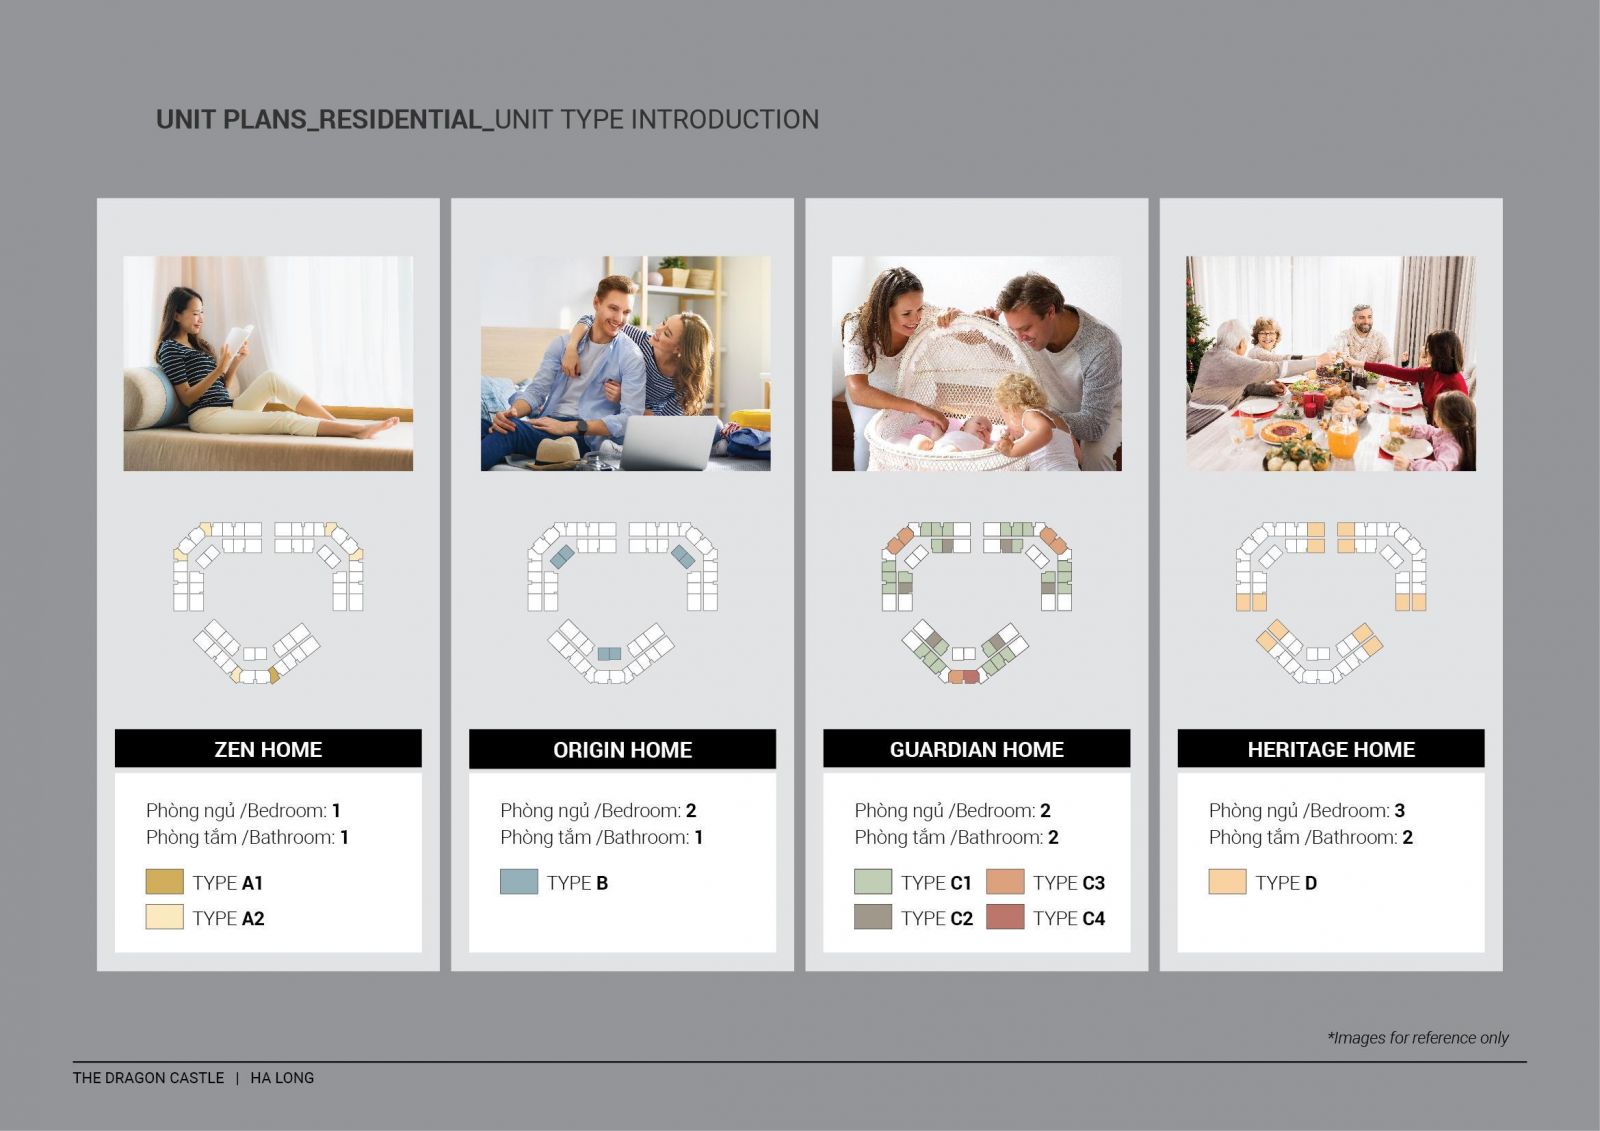 UNIT PLANS_RESIDENTIAL_UNIT TYPE INTRODUCTION
ZEN HOME
Phòng ngủ /Bedroom: 1
Phòng tắm /Bathroom: 1
TYPE A1
TYPE A2
ORIGIN HOME
Phòng ngủ /Bedroom: 2
Phòng tắm /Bathroom: 1
TYPE B
GUARDIAN HOME
Phòng ngủ /Bedroom: 2
Phòng tắm /Bathroom: 2
TYPE C1 TYPE C3
TYPE C2 TYPE C4
HERITAGE HOME
Phòng ngủ /Bedroom: 3
Phòng tắm /Bathroom: 2
TYPE D
*Images for reference only
THE DRAGON CASTLE | HA LONG